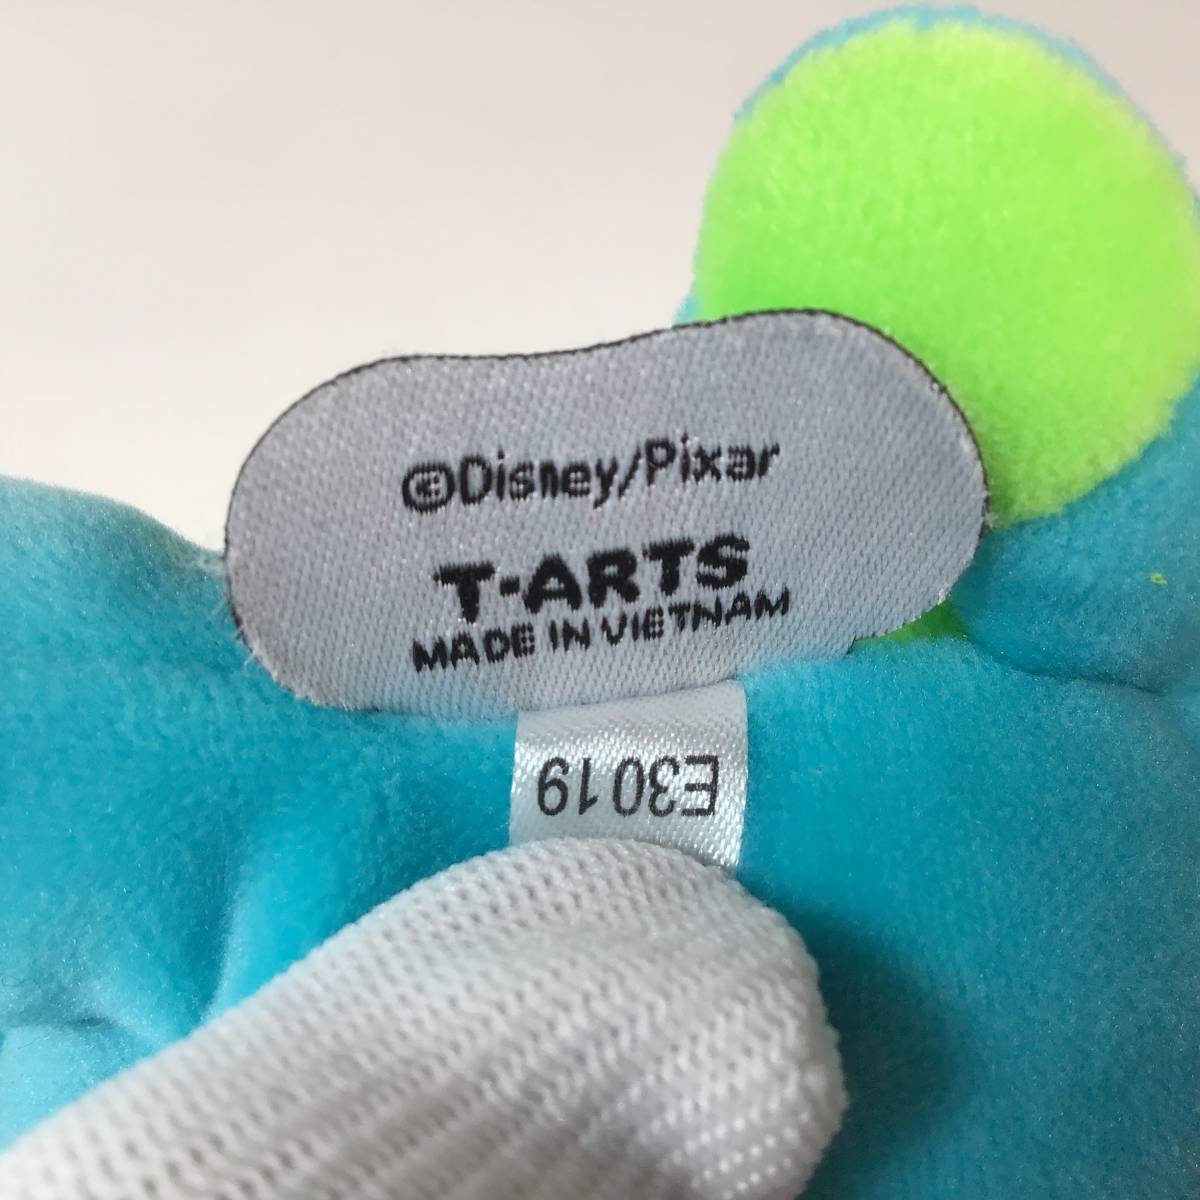 ©Disney/Pixar
T-ARTS
MADE IN VIETNAM
E3019